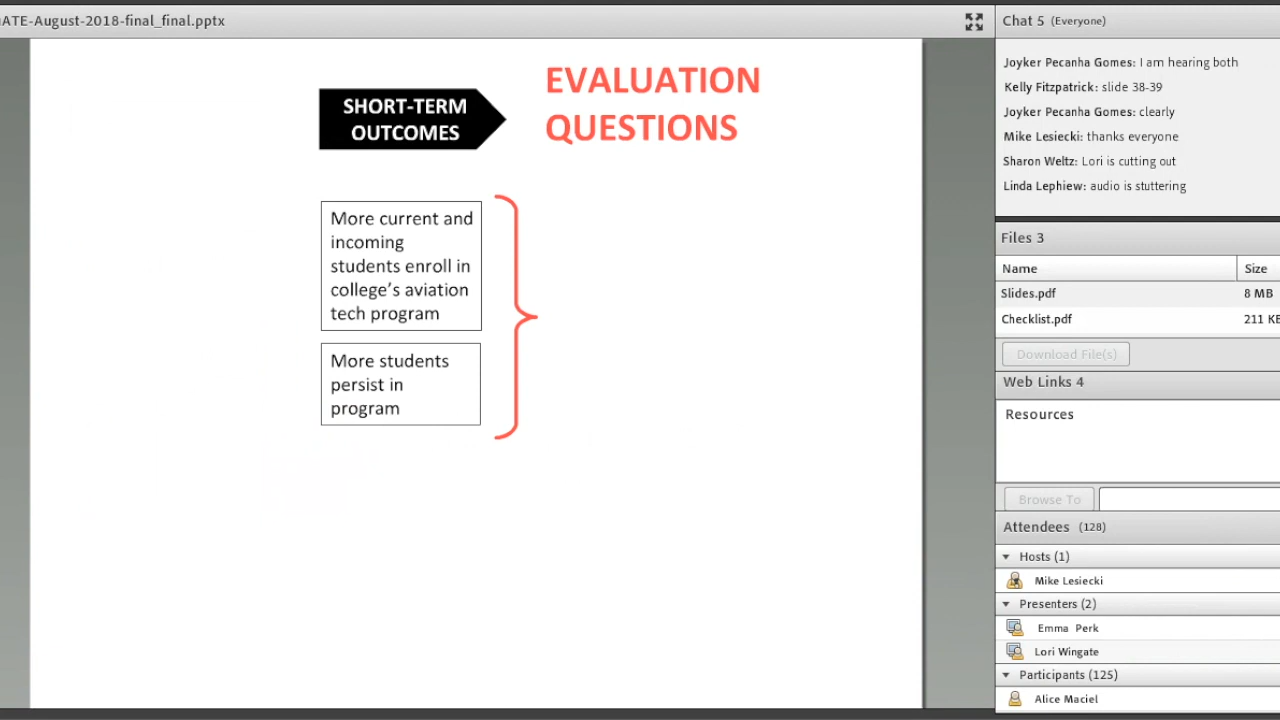 ATE-August-2018-final_final.pptx
SHORT-TERM
OUTCOMES
EVALUATION
QUESTIONS
More current and
incoming
students enroll in
college's aviation
tech program
More students
persist in
program
Chat 5 (Everyone)
Joyker Pecanha Gomes: I am hearing both
Kelly Fitzpatrick: slide 38-39
Joyker Pecanha Gomes: clearly
Mike Lesiecki: thanks everyone
Sharon Weltz: Lori is cutting out
Linda Lephiew: audio is stuttering
Files 3
Name Size
Slides.pdf 8 MB
Checklist.pdf 211 KB
Download File(s)
Web Links 4
Resources
Browse To
Attendees (128)
Hosts (1)
Mike Lesiecki
Presenters (2)
Emma Perk
Lori Wingate
Participants (125)
Alice Maciel